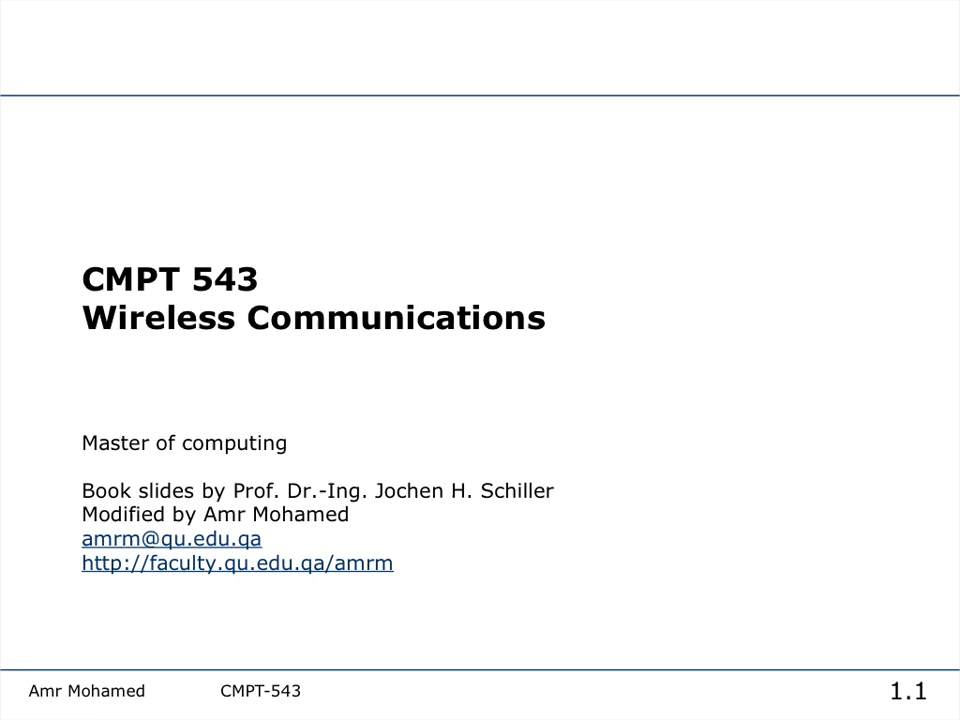 CMPT 543
Wireless Communications
Master of computing
Book slides by Prof. Dr.-Ing. Jochen H. Schiller
Modified by Amr Mohamed
amrm@qu.edu.qa
http://faculty.qu.edu.qa/amrm
Amr Mohamed CMPT-543 1.1